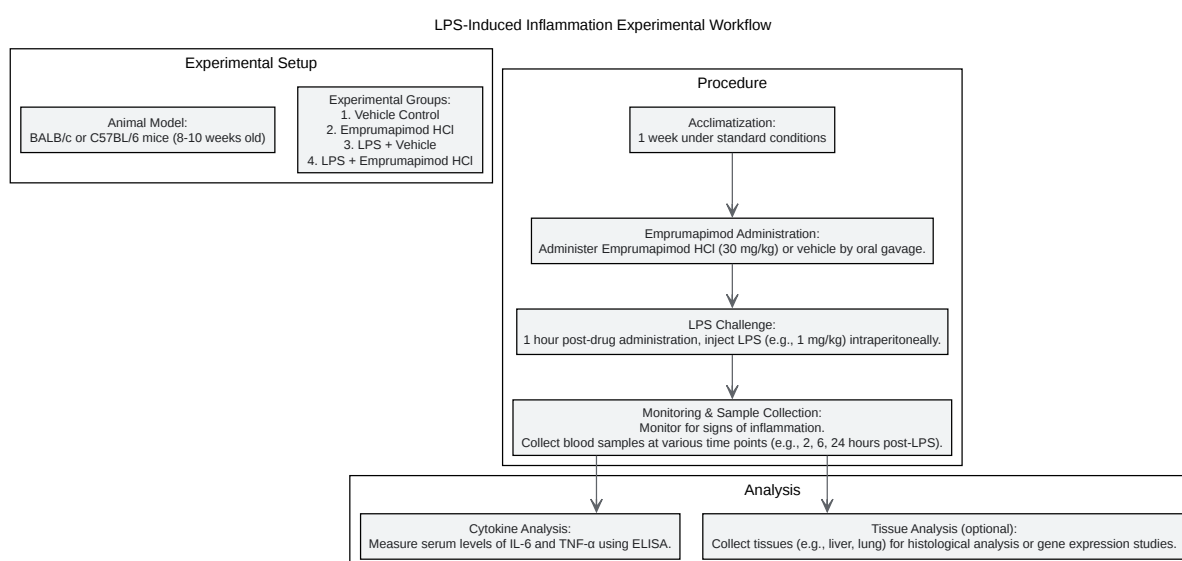 LPS-Induced Inflammation Experimental Workflow
Experimental Setup
Animal Model:
BALB/c or C57BL/6 mice (8-10 weeks old)
Experimental Groups:
1. Vehicle Control
2. Emprumapimod HCl
3. LPS + Vehicle
4. LPS + Emprumapimod HCl
Procedure
Acclimatization:
1 week under standard conditions
Emprumapimod Administration:
Administer Emprumapimod HCl (30 mg/kg) or vehicle by oral gavage.
LPS Challenge:
1 hour post-drug administration, inject LPS (e.g., 1 mg/kg) intraperitoneally.
Monitoring & Sample Collection:
Monitor for signs of inflammation.
Collect blood samples at various time points (e.g., 2, 6, 24 hours post-LPS).
Analysis
Cytokine Analysis:
Measure serum levels of IL-6 and TNF-α using ELISA.
Tissue Analysis (optional):
Collect tissues (e.g., liver, lung) for histological analysis or gene expression studies.